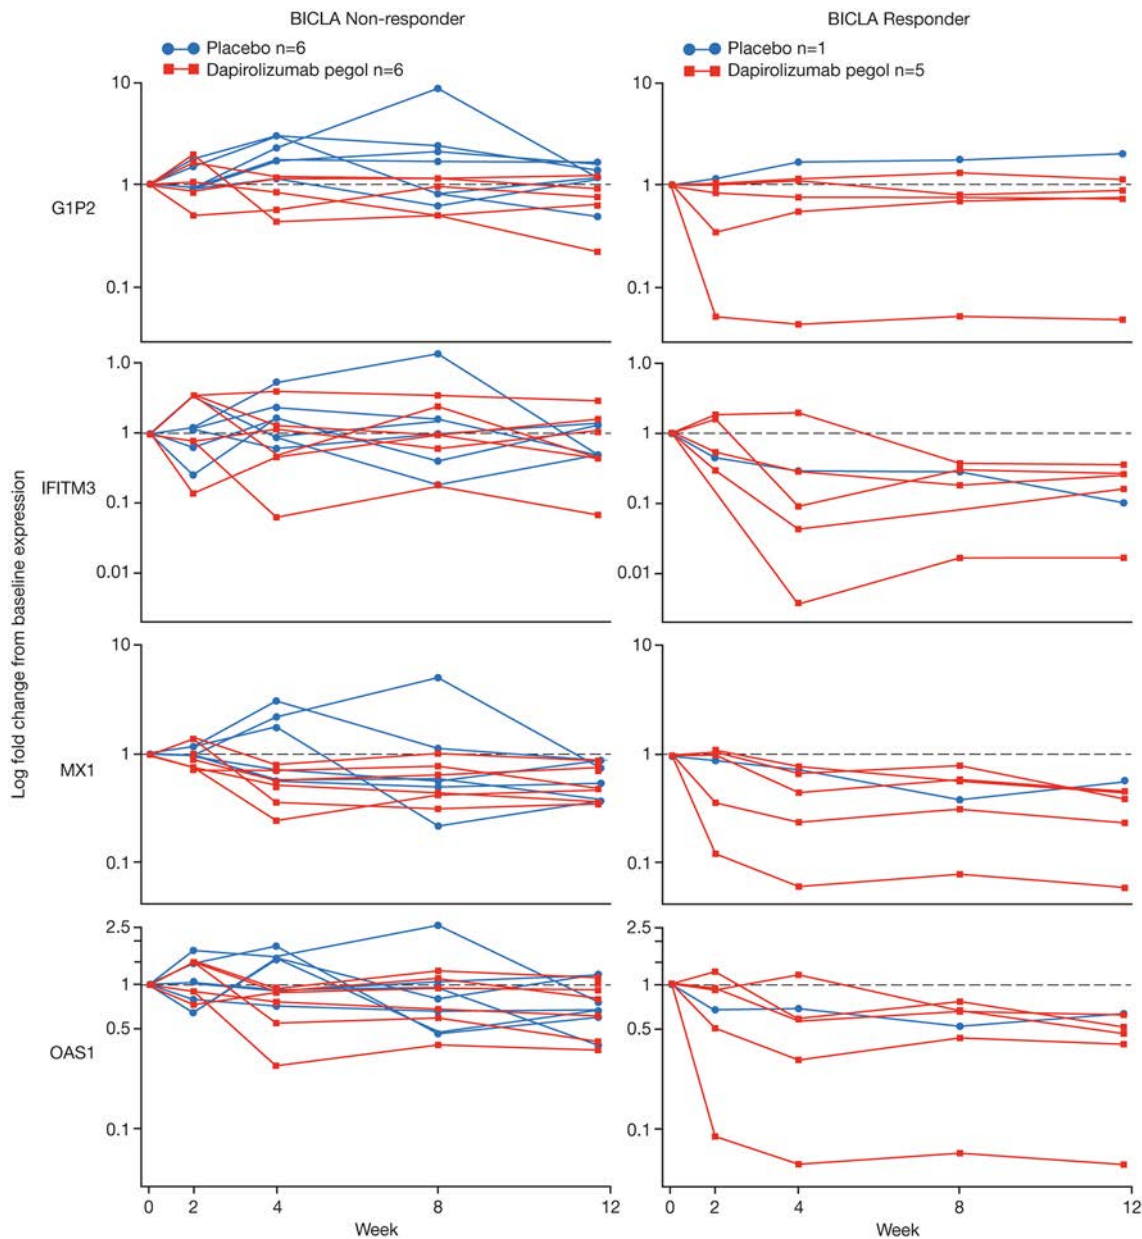 BICLA Non-responder
Placebo n=6
Dapirolizumab pegol n=6
BICLA Responder
Placebo n=1
Dapirolizumab pegol n=5
Log fold change from baseline expression
G1P2
10
1
0.1
IFITM3
1.0
1
0.1
0.01
1
0.1
0.01
MX1
10
1
0.1
10
1
0.1
OAS1
2.5
1
0.5
0.1
2.5
1
0.5
0.1
10
1
0.1
0 2 4 8 12
Week
0 2 4 8 12
Week